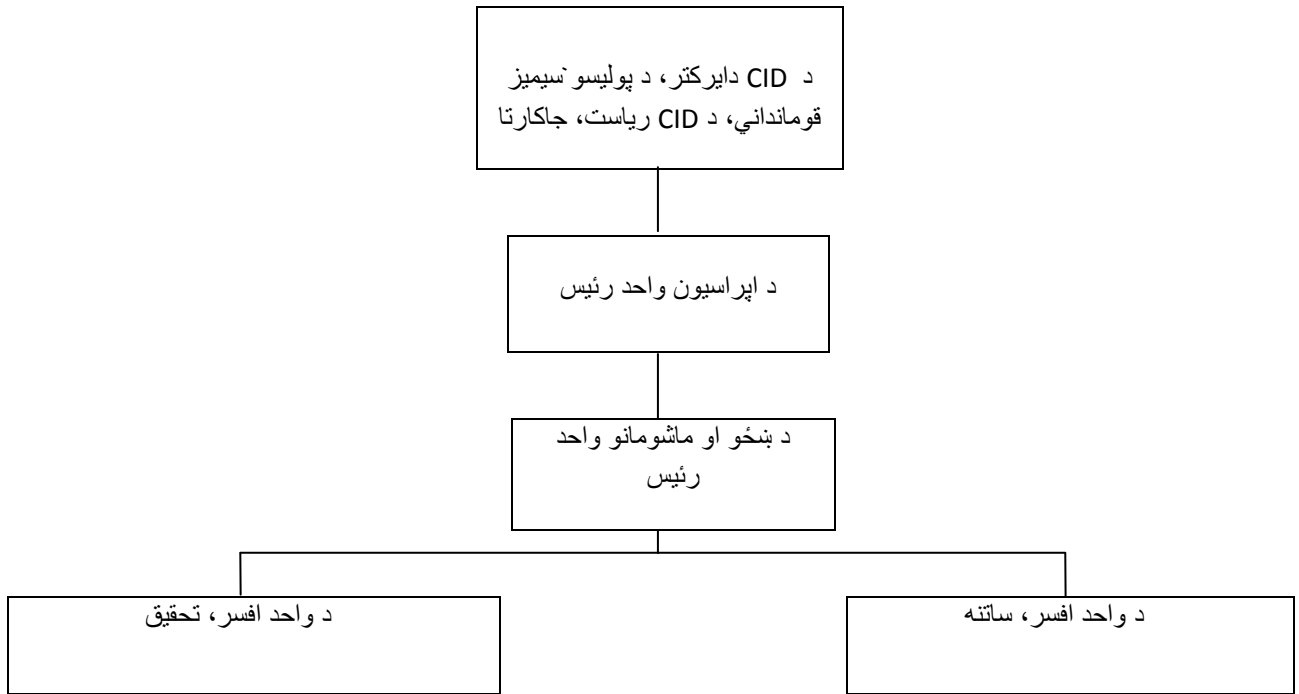 د CID دایرکتر، د پولیسو ־سیمیز
قوماندانې، د CID ریاست، جاکارتا
د اپراسیون واحد رئیس
د ښځو او ماشومانو واحد
رئیس
د واحد افسر، ساتنه
د واحد افسر، تحقیق